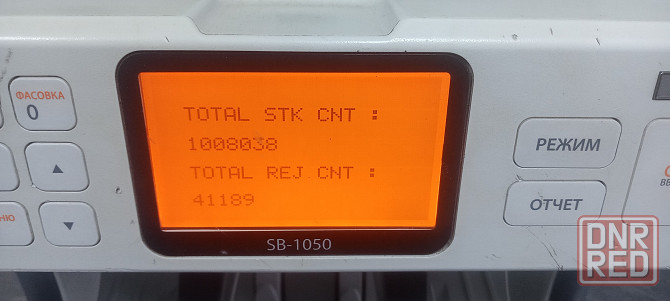 ФАСОВКА
0
TOTAL STK CNT :
1008038
TOTAL REJ CNT :
41189
SB-1050
РЕЖИМ
ОТЧЕТ
DNR
RED